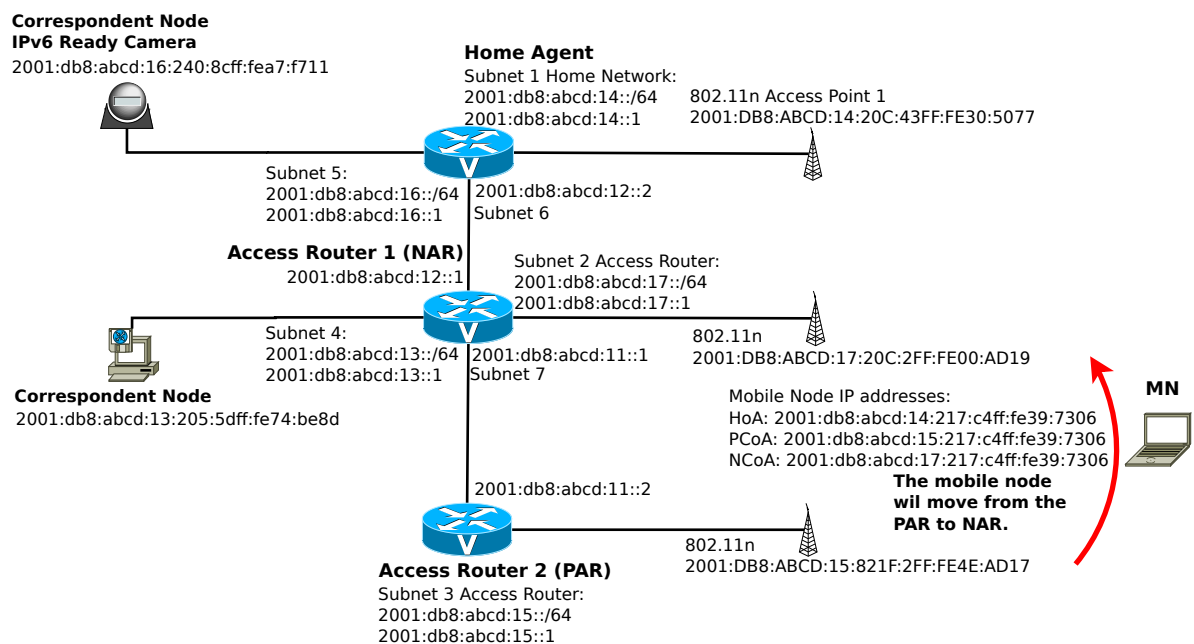 Correspondent Node
IPv6 Ready Camera
2001:db8:abcd:16:240:8cff:fea7:f711
Home Agent
Subnet 1 Home Network:
2001:db8:abcd:14::/64
2001:db8:abcd:14::1
802.11n Access Point 1
2001:DB8:ABCD:14:20C:43FF:FE30:5077
V
Subnet 5:
2001:db8:abcd:16::/64
2001:db8:abcd:16::1
2001:db8:abcd:12::2
Subnet 6
Access Router 1 (NAR)
2001:db8:abcd:12::1
Subnet 2 Access Router:
2001:db8:abcd:17::/64
2001:db8:abcd:17::1
V
Subnet 4:
2001:db8:abcd:13::/64
2001:db8:abcd:13::1
2001:db8:abcd:11::1
Subnet 7
802.11n
2001:DB8:ABCD:17:20C:2FF:FE00:AD19
Correspondent Node
2001:db8:abcd:13:205:5dff:fe74:be8d
Mobile Node IP addresses:
HoA: 2001:db8:abcd:14:217:c4ff:fe39:7306
PCoA: 2001:db8:abcd:15:217:c4ff:fe39:7306
NCoA: 2001:db8:abcd:17:217:c4ff:fe39:7306
MN
The mobile node
wil move from the
PAR to NAR.
2001:db8:abcd:11::2
V
802.11n
2001:DB8:ABCD:15:821F:2FF:FE4E:AD17
Access Router 2 (PAR)
Subnet 3 Access Router:
2001:db8:abcd:15::/64
2001:db8:abcd:15::1